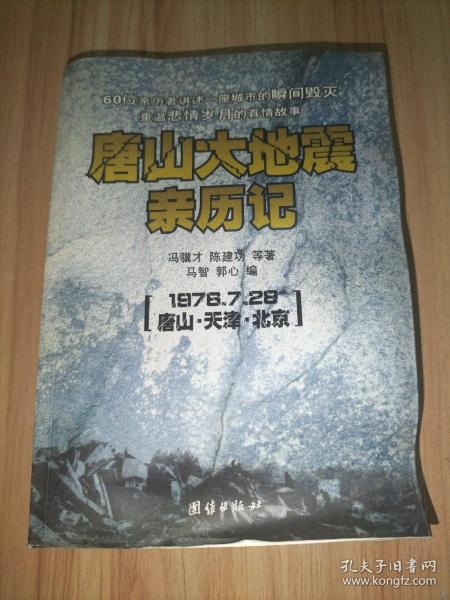 60位亲历者讲述一座城市的瞬间毁灭
重温悲情岁月的真情故事
唐山大地震
亲历记
冯骥才 陈建功 等著
马智 郭心 编
1976.7.28
唐山·天津·北京
团结出版社
孔夫子旧书网
www.kongfz.com